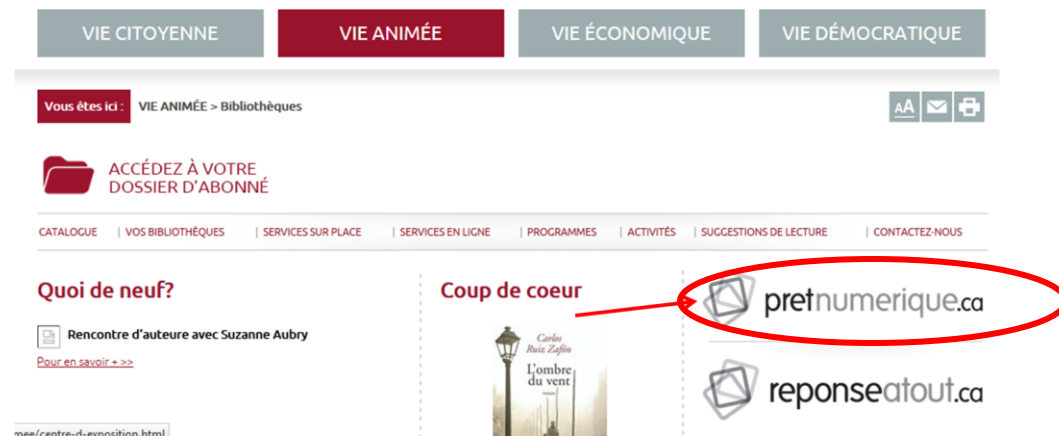 VIE CITOYENNE
VIE ANIMÉE
VIE ÉCONOMIQUE
VIE DÉMOCRATIQUE
Vous êtes ici : VIE ANIMÉE > Bibliothèques
AA
ACCÉDEZ À VOTRE
DOSSIER D'ABONNÉ
CATALOGUE | VOS BIBLIOTHÈQUES | SERVICES SUR PLACE | SERVICES EN LIGNE | PROGRAMMES | ACTIVITÉS | SUGGESTIONS DE LECTURE | CONTACTEZ-NOUS
Quoi de neuf?
Rencontre d'auteure avec Suzanne Aubry
Pour en savoir + >>
Coup de coeur
Carlos
Ruiz Zafón
L'ombre
du vent
roman
pretnumerique.ca
reponseatout.ca
mee/centre-d-exposition.html